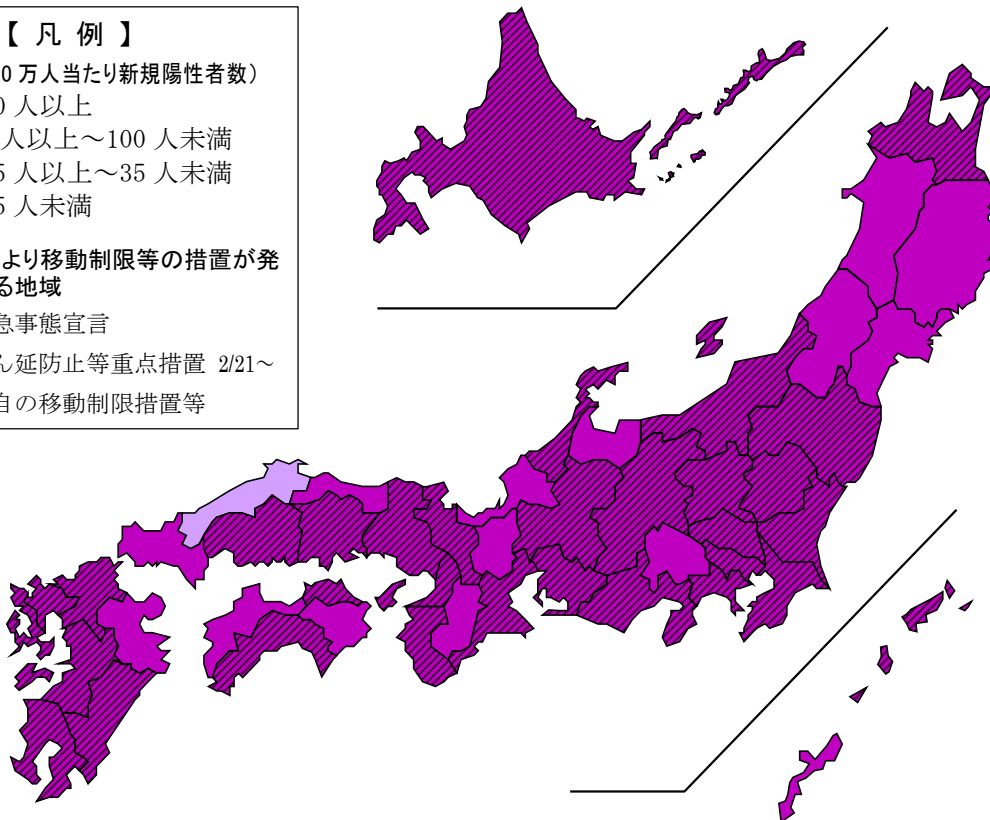 【 凡 例 】
0 万人当たり新規陽性者数）
0 人以上
人以上～100 人未満
5 人以上～35 人未満
5 人未満
より移動制限等の措置が発
る地域
急事態宣言
ん延防止等重点措置 2/21～
自の移動制限措置等